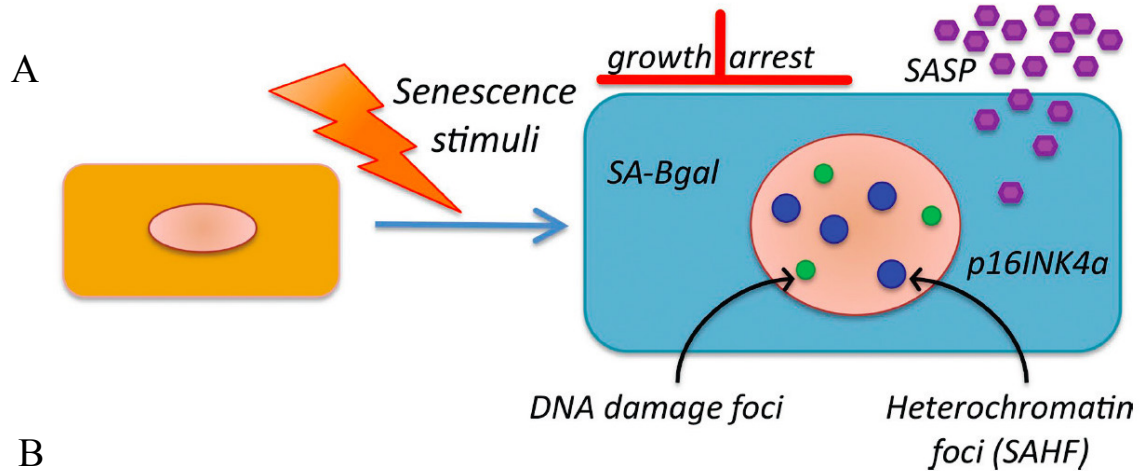 A
Senescence
stimuli
growth arrest
SASP
SA-Bgal
p16INK4a
DNA damage foci
Heterochromatin
foci (SAHF)
B